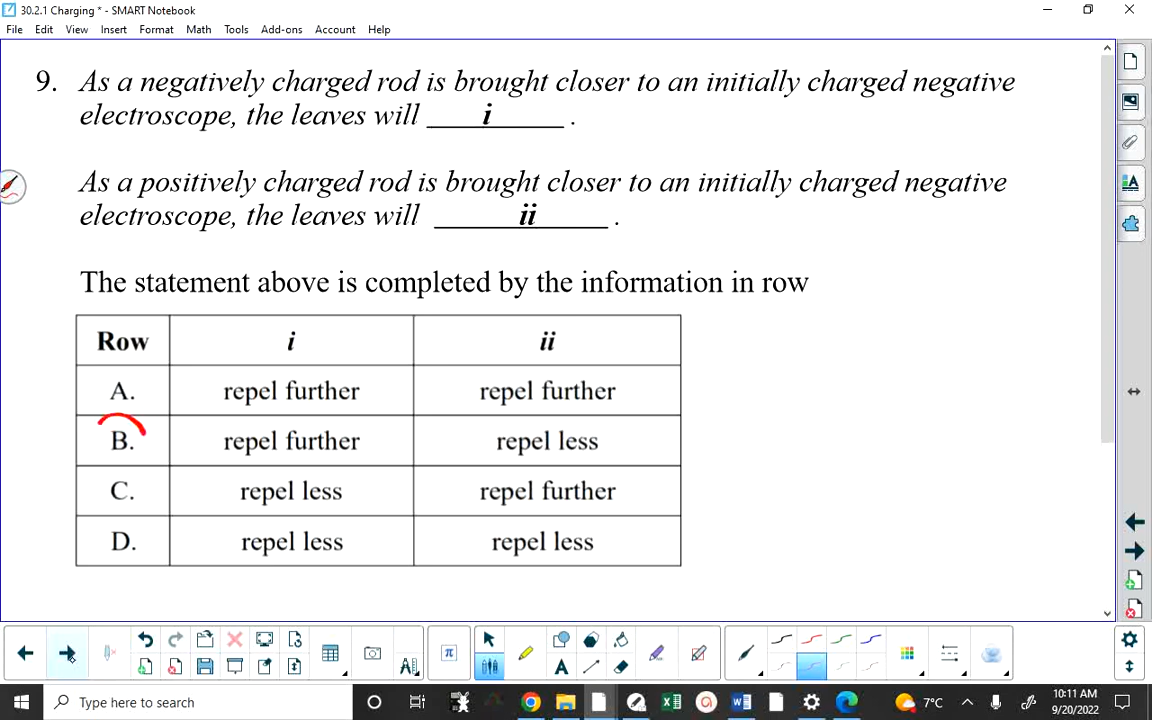 30.2.1 Charging * - SMART Notebook
File Edit View Insert Format Math Tools Add-ons Account Help
9. As a negatively charged rod is brought closer to an initially charged negative
electroscope, the leaves will ______i______ .
As a positively charged rod is brought closer to an initially charged negative
electroscope, the leaves will ______ii______ .
The statement above is completed by the information in row
Row i ii
A. repel further repel further
B. repel further repel less
C. repel less repel further
D. repel less repel less
Type here to search
7°C
10:11 AM
9/20/2022